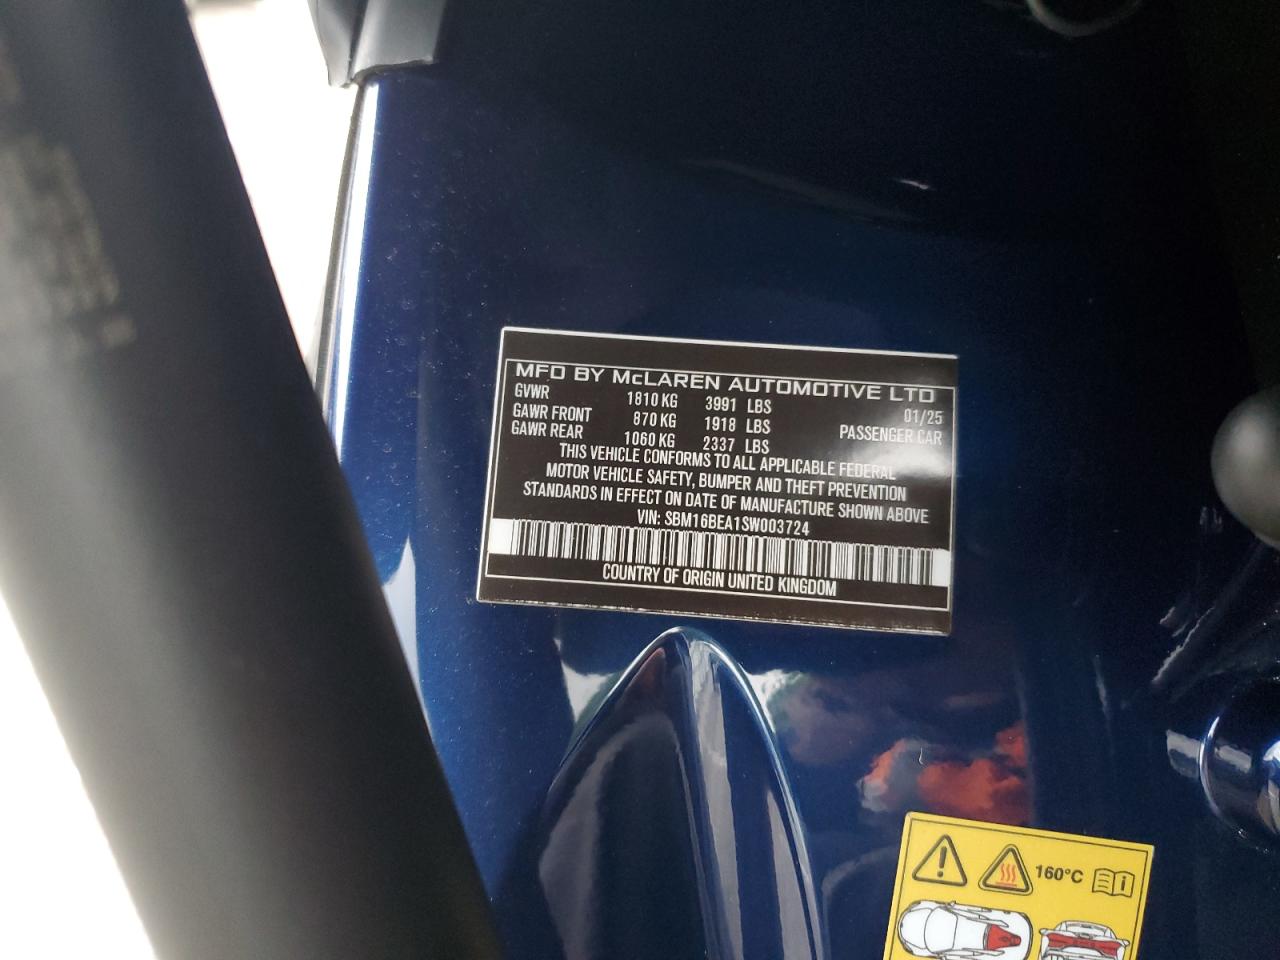 MFD BY McLAREN AUTOMOTIVE LTD
GVWR 1810 KG 3991 LBS 01/25
GAWR FRONT 870 KG 1918 LBS PASSENGER CAR
GAWR REAR 1060 KG 2337 LBS
THIS VEHICLE CONFORMS TO ALL APPLICABLE FEDERAL
MOTOR VEHICLE SAFETY, BUMPER AND THEFT PREVENTION
STANDARDS IN EFFECT ON DATE OF MANUFACTURE SHOWN ABOVE
VIN: SBM16BEA1SW003724
COUNTRY OF ORIGIN UNITED KINGDOM
160°C